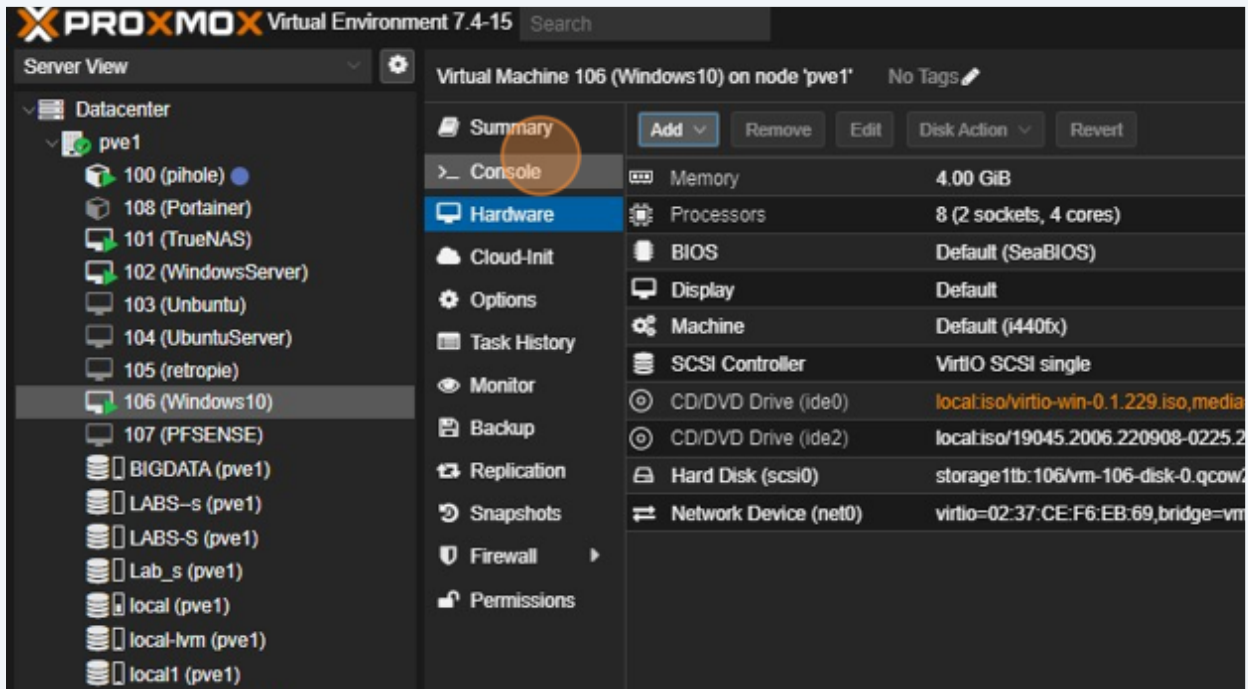 PROXMOX Virtual Environment 7.4-15 Search
Server View
Datacenter
pve1
100 (pihole)
108 (Portainer)
101 (TrueNAS)
102 (WindowsServer)
103 (Unbuntu)
104 (UbuntuServer)
105 (retropie)
106 (Windows10)
107 (PFSENSE)
BIGDATA (pve1)
LABS--s (pve1)
LABS-S (pve1)
Lab_s (pve1)
local (pve1)
local-lvm (pve1)
local1 (pve1)
Virtual Machine 106 (Windows10) on node 'pve1' No Tags
Summary
>_ Console
Hardware
Cloud-Init
Options
Task History
Monitor
Backup
Replication
Snapshots
Firewall
Permissions
Add Remove Edit Disk Action Revert
Memory 4.00 GiB
Processors 8 (2 sockets, 4 cores)
BIOS Default (SeaBIOS)
Display Default
Machine Default (i440fx)
SCSI Controller VirtIO SCSI single
CD/DVD Drive (ide0) local:iso/virtio-win-0.1.229.iso,media
CD/DVD Drive (ide2) local:iso/19045.2006.220908-0225.2
Hard Disk (scsi0) storage1tb:106/vm-106-disk-0.qcow2
Network Device (net0) virtio=02:37:CE:F6:EB:69,bridge=vm